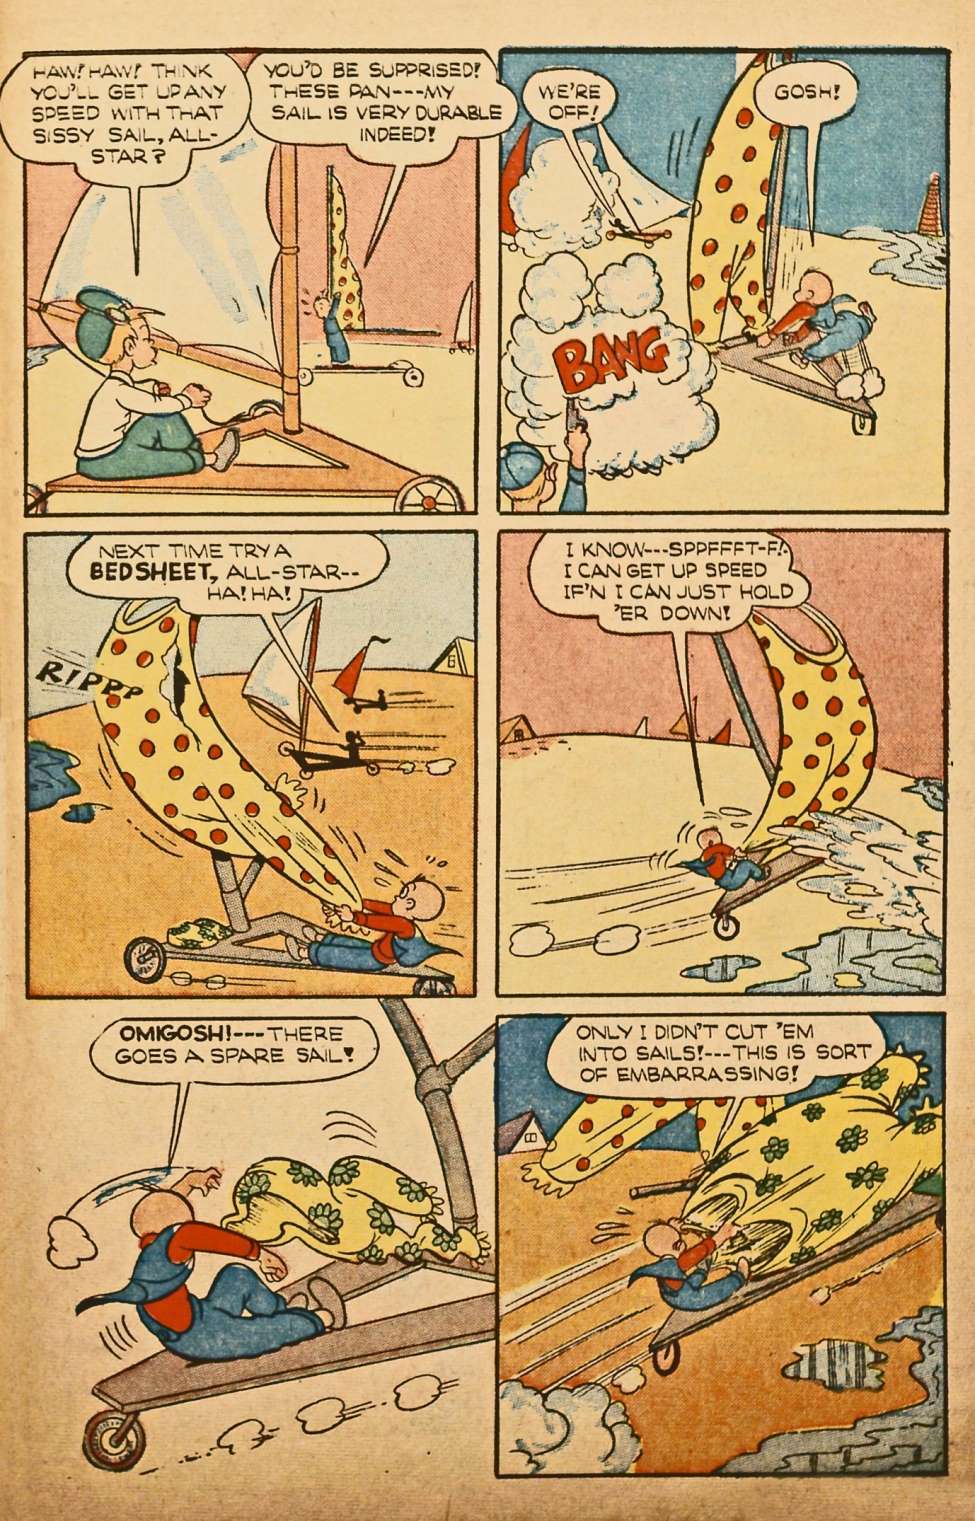 HAW! HAW! THINK
YOU'LL GET UP ANY
SPEED WITH THAT
SISSY SAIL, ALL-
STAR?
YOU'D BE SUPPRISED!
THESE PAN---MY
SAIL IS VERY DURABLE
INDEED!
WE'RE
OFF!
GOSH!
BANG
NEXT TIME TRY A
BEDSHEET, ALL-STAR--
HA! HA!
RIPPP
I KNOW---SPPFFFT-F!
I CAN GET UP SPEED
IF'N I CAN JUST HOLD
'ER DOWN!
OMIGOSH!---THERE
GOES A SPARE SAIL!
ONLY I DIDN'T CUT 'EM
INTO SAILS!---THIS IS SORT
OF EMBARRASSING!